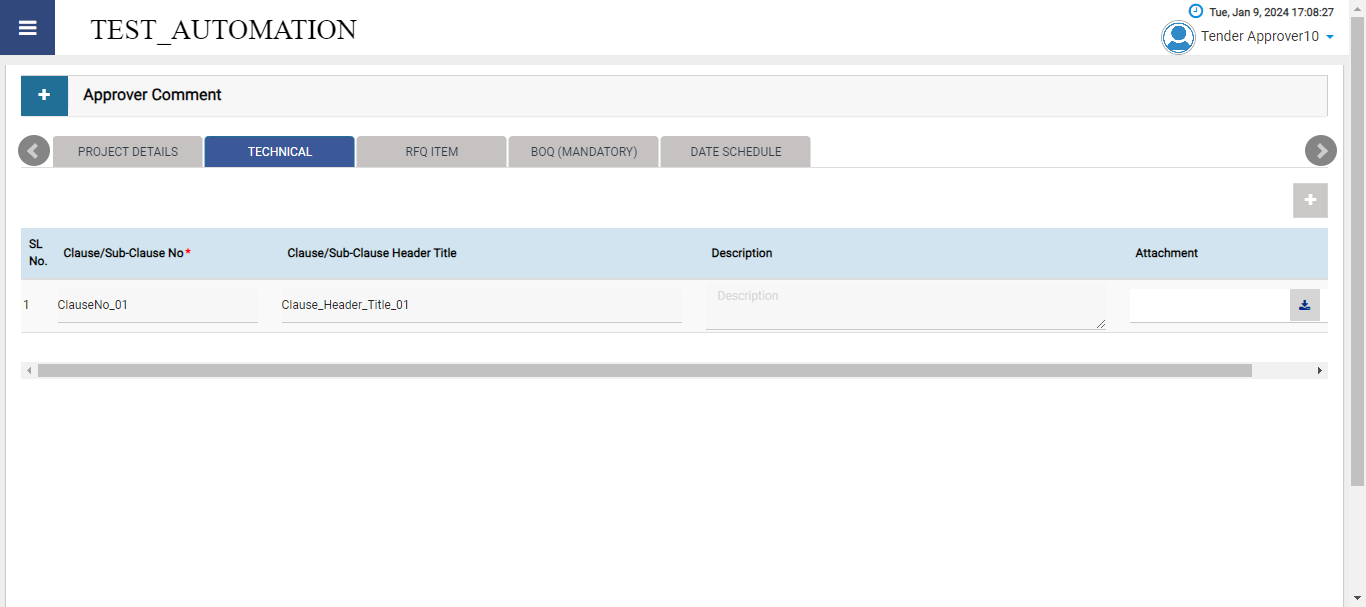 TEST_AUTOMATION
Tue, Jan 9, 2024 17:08:27
Tender Approver10
Approver Comment
PROJECT DETAILS TECHNICAL RFQ ITEM BOQ (MANDATORY) DATE SCHEDULE
SL No. Clause/Sub-Clause No* Clause/Sub-Clause Header Title Description Attachment
1 ClauseNo_01 Clause_Header_Title_01 Description